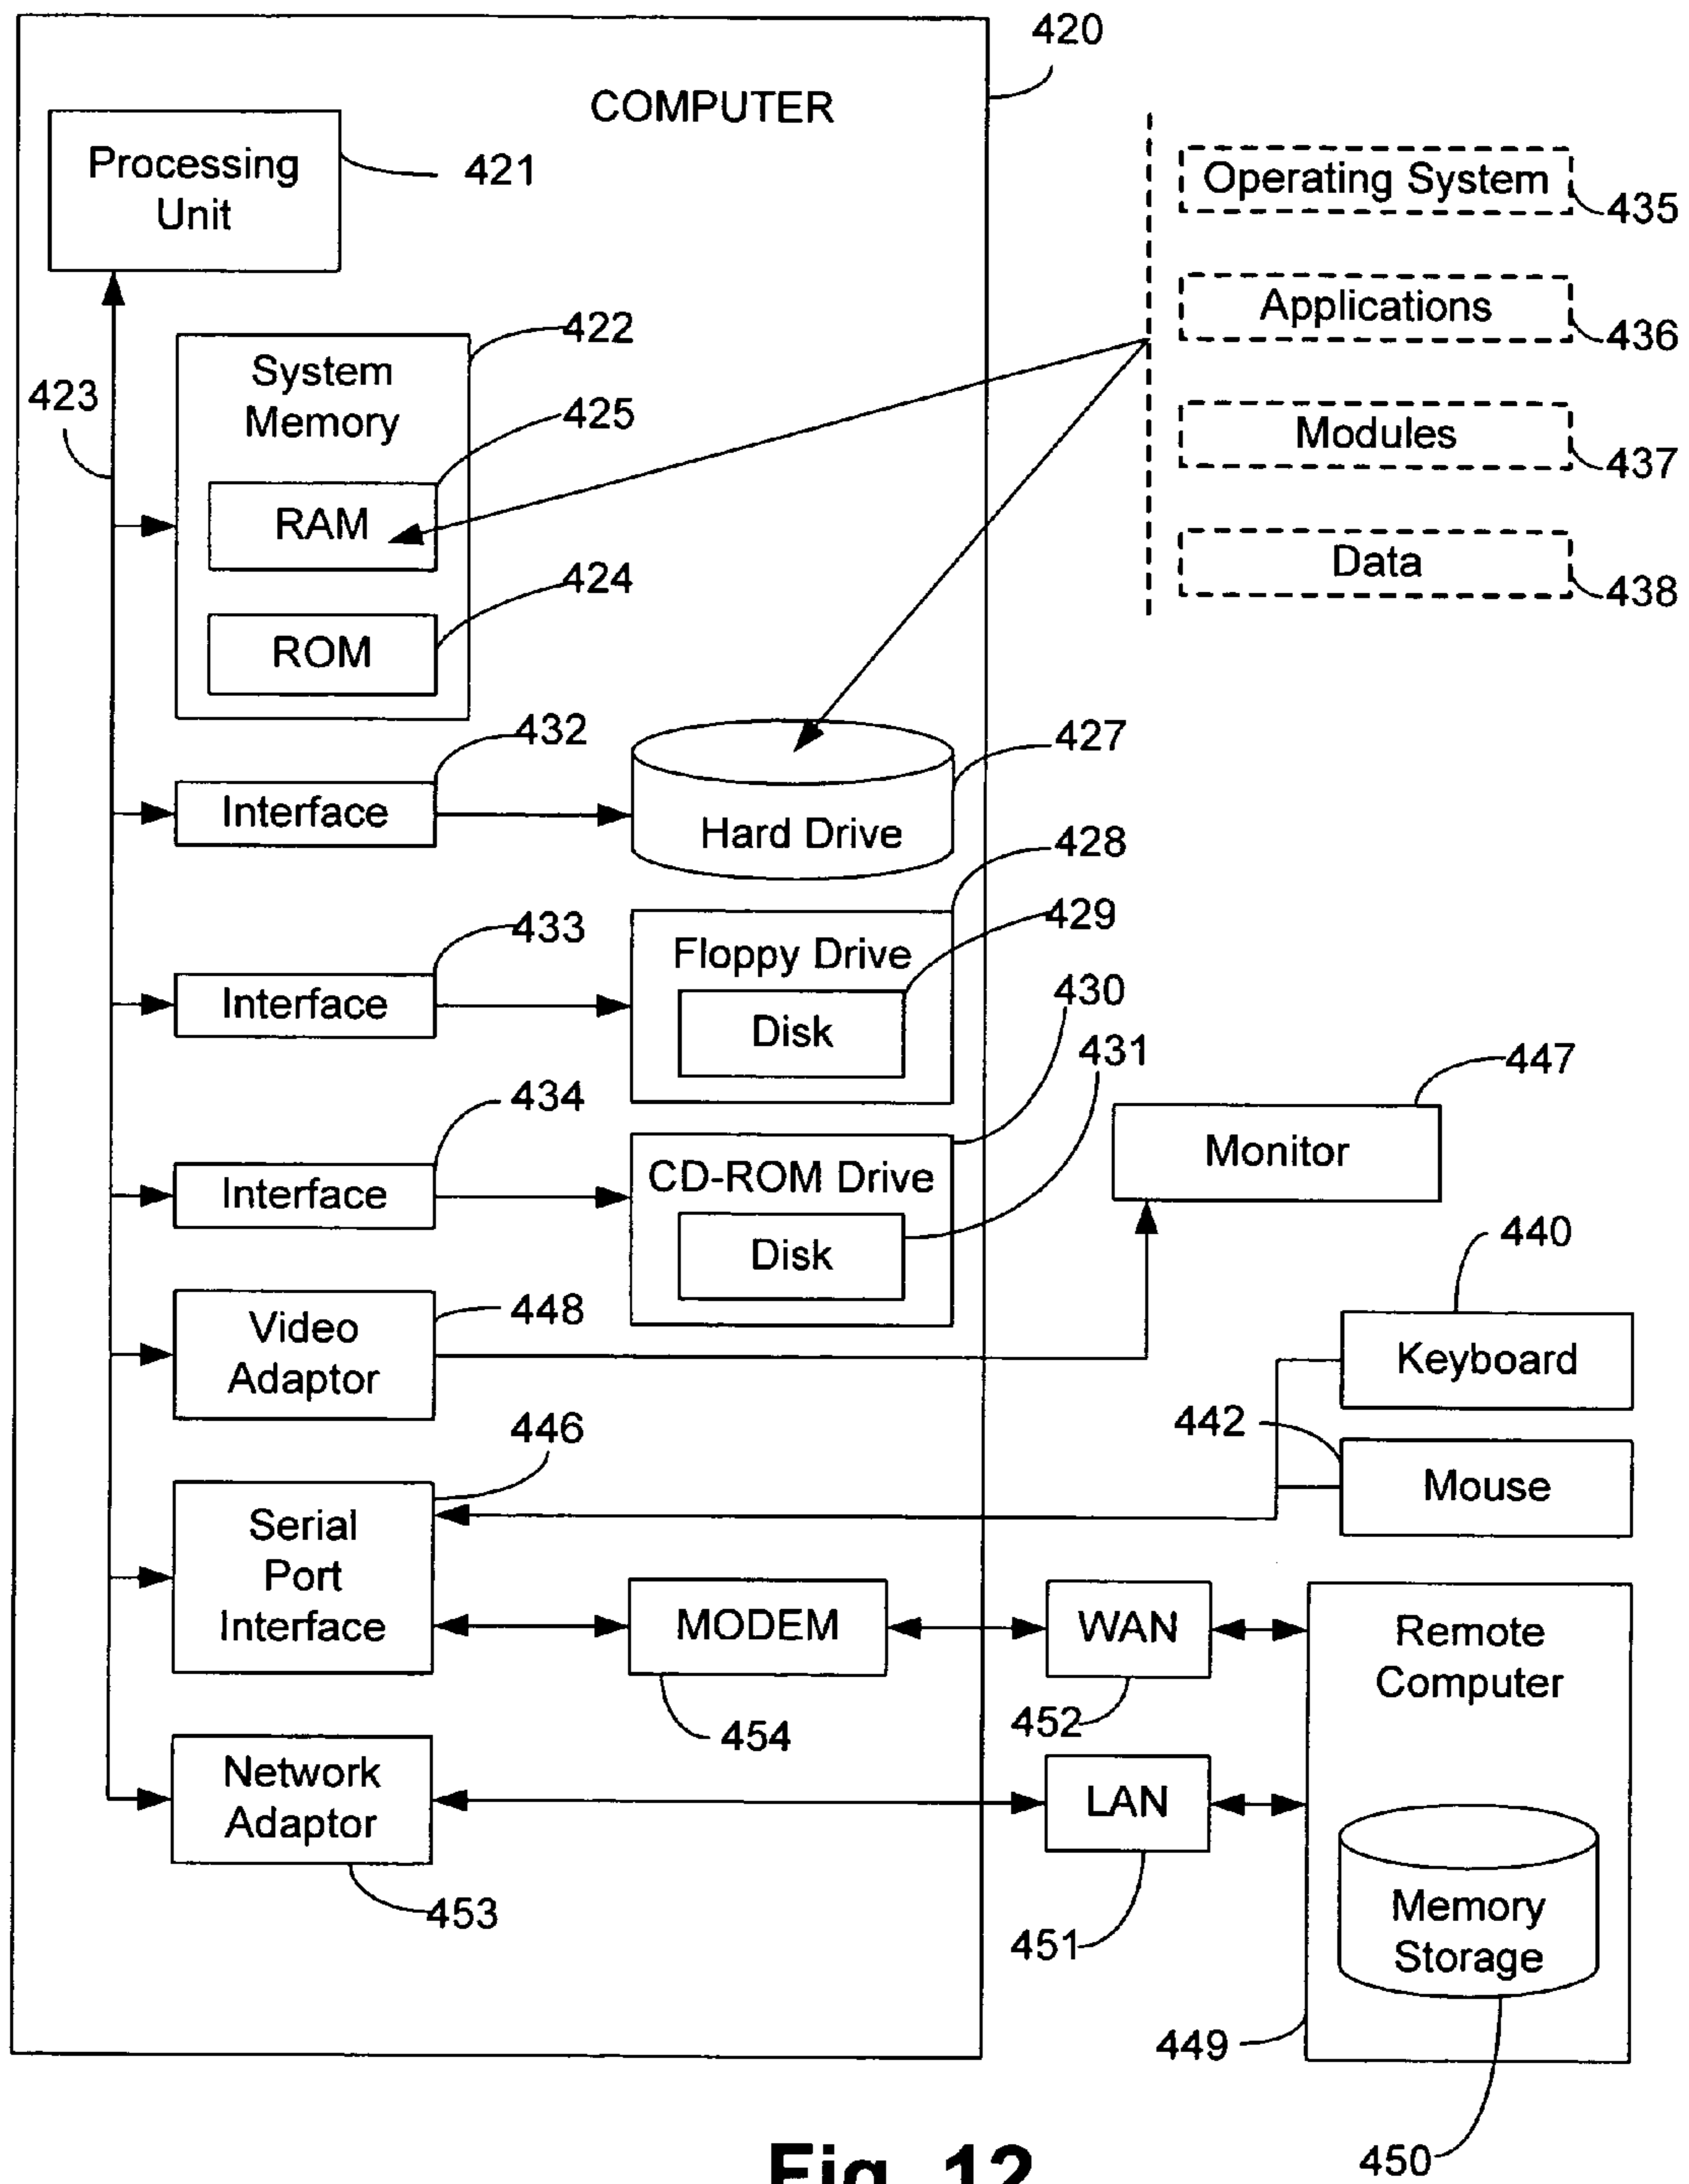 420
COMPUTER
Processing
Unit
421
Operating System
435
Applications
436
Modules
437
Data
438
422
System
Memory
423
425
RAM
424
ROM
432
Interface
427
Hard Drive
428
433
Interface
Floppy Drive
429
Disk
430
431
434
Interface
CD-ROM Drive
Disk
447
Monitor
440
Keyboard
448
Video
Adaptor
442
Mouse
446
Serial
Port
Interface
MODEM
454
WAN
452
Remote
Computer
Network
Adaptor
453
LAN
451
Memory
Storage
449
450
Fig. 12